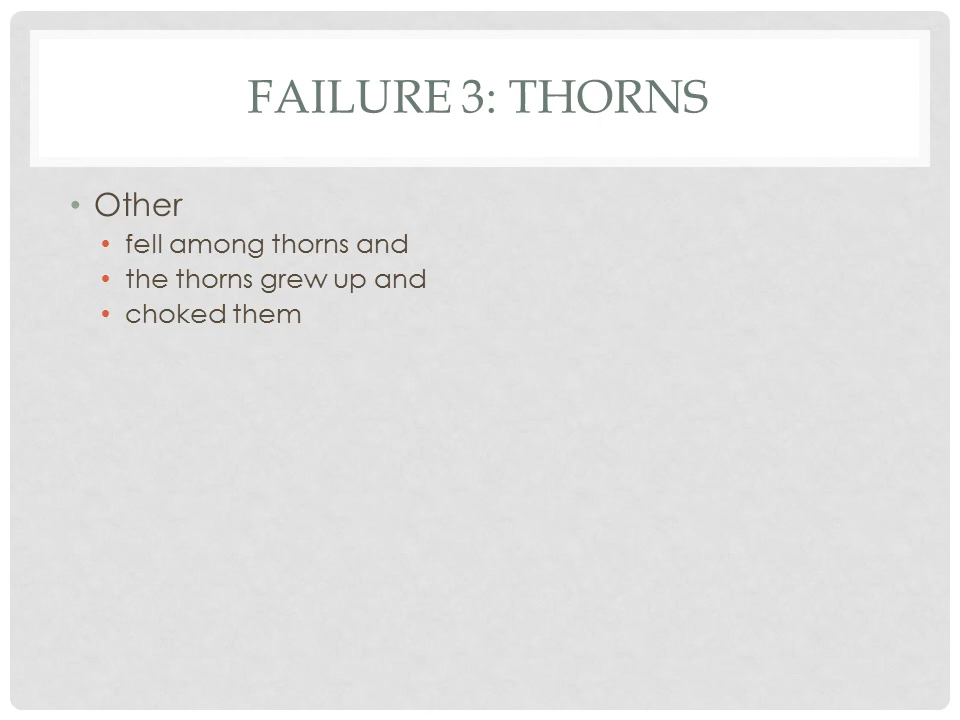 FAILURE 3: THORNS
• Other
• fell among thorns and
• the thorns grew up and
• choked them